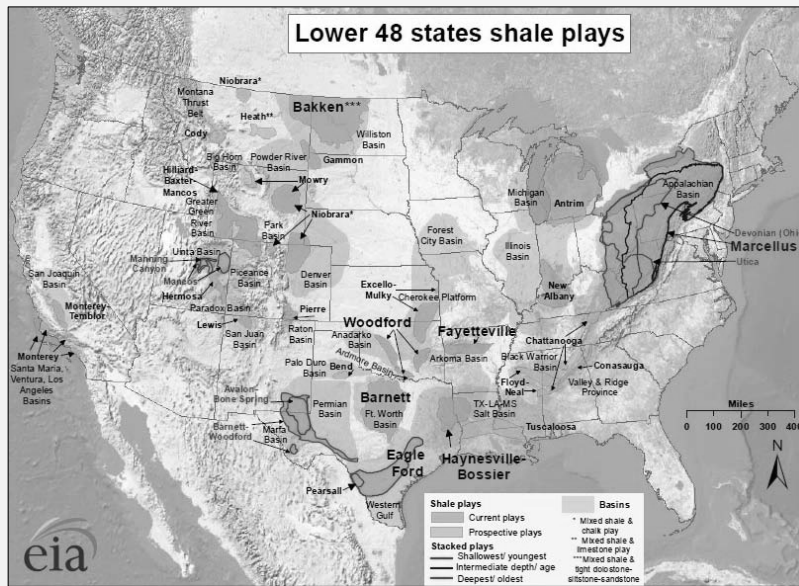 Lower 48 states shale plays
Niobrara*
Montana
Thrust
Belt
Bakken***
Heath**
Cody
Williston
Basin
Big Horn
Basin
Powder River
Basin
Gammon
Hilliard-
Baxter-
Mancos
Mowry
Greater
Green
River
Basin
Niobrara*
Park
Basin
Michigan
Basin
Antrim
Appalachian
Basin
Devonian (Ohi
Marcellus
Utica
Forest
City Basin
Illinois
Basin
Uinta Basin
Manning
Canyon
Mancos
Piceance
Basin
Denver
Basin
Hermosa
Paradox Basin
San Joaquin
Basin
Monterey-
Temblor
Excello-
Mulky
Cherokee Platform
New
Albany
Lewis
San Juan
Basin
Pierre
Raton
Basin
Woodford
Anadarko
Basin
Fayetteville
Chattanooga
Monterey
Santa Maria,
Ventura, Los
Angeles
Basins
Palo Duro
Basin
Bend
Ardmore Basin
Arkoma Basin
Black Warrior
Basin
Conasauga
Valley & Ridge
Province
Floyd-
Neal
Avalon-
Bone Spring
Permian
Basin
Barnett
Ft. Worth
Basin
TX-LA-MS
Salt Basin
Tuscaloosa
Barnett-
Woodford
Marfa
Basin
Eagle
Ford
Haynesville-
Bossier
Pearsall
Western
Gulf
Miles
0 100 200 300 400
N
eia
Shale plays
Current plays
Prospective plays
Stacked plays
Shallowest/ youngest
Intermediate depth/ age
Deepest/ oldest
Basins
* Mixed shale &
chalk play
** Mixed shale &
limestone play
***Mixed shale &
tight dolostone-
siltstone-sandstone